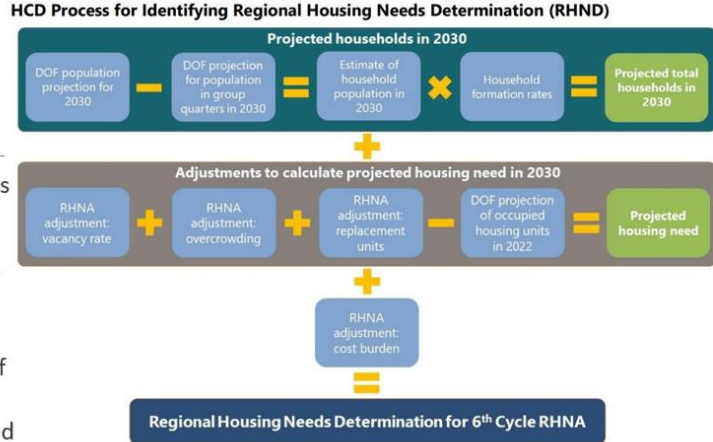 HCD Process for Identifying Regional Housing Needs Determination (RHND)
Projected households in 2030
DOF population
projection for
2030
DOF projection
for population
in group
quarters in 2030
Estimate of
household
population in
2030
Household
formation rates
Projected total
households in
2030
Adjustments to calculate projected housing need in 2030
s
RHNA
adjustment:
vacancy rate
RHNA
adjustment:
overcrowding
RHNA
adjustment:
replacement
units
DOF projection
of occupied
housing units
in 2022
Projected
housing need
RHNA
adjustment:
cost burden
f
ed
Regional Housing Needs Determination for 6th Cycle RHNA